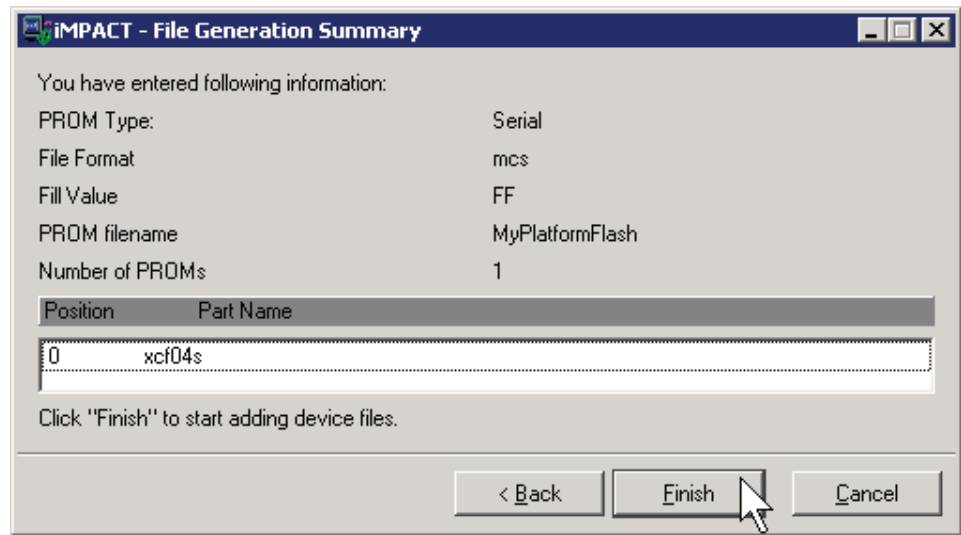 iMPACT - File Generation Summary
You have entered following information:
PROM Type: Serial
File Format mcs
Fill Value FF
PROM filename MyPlatformFlash
Number of PROMs 1
Position Part Name
0 xcf04s
Click "Finish" to start adding device files.
< Back Finish Cancel